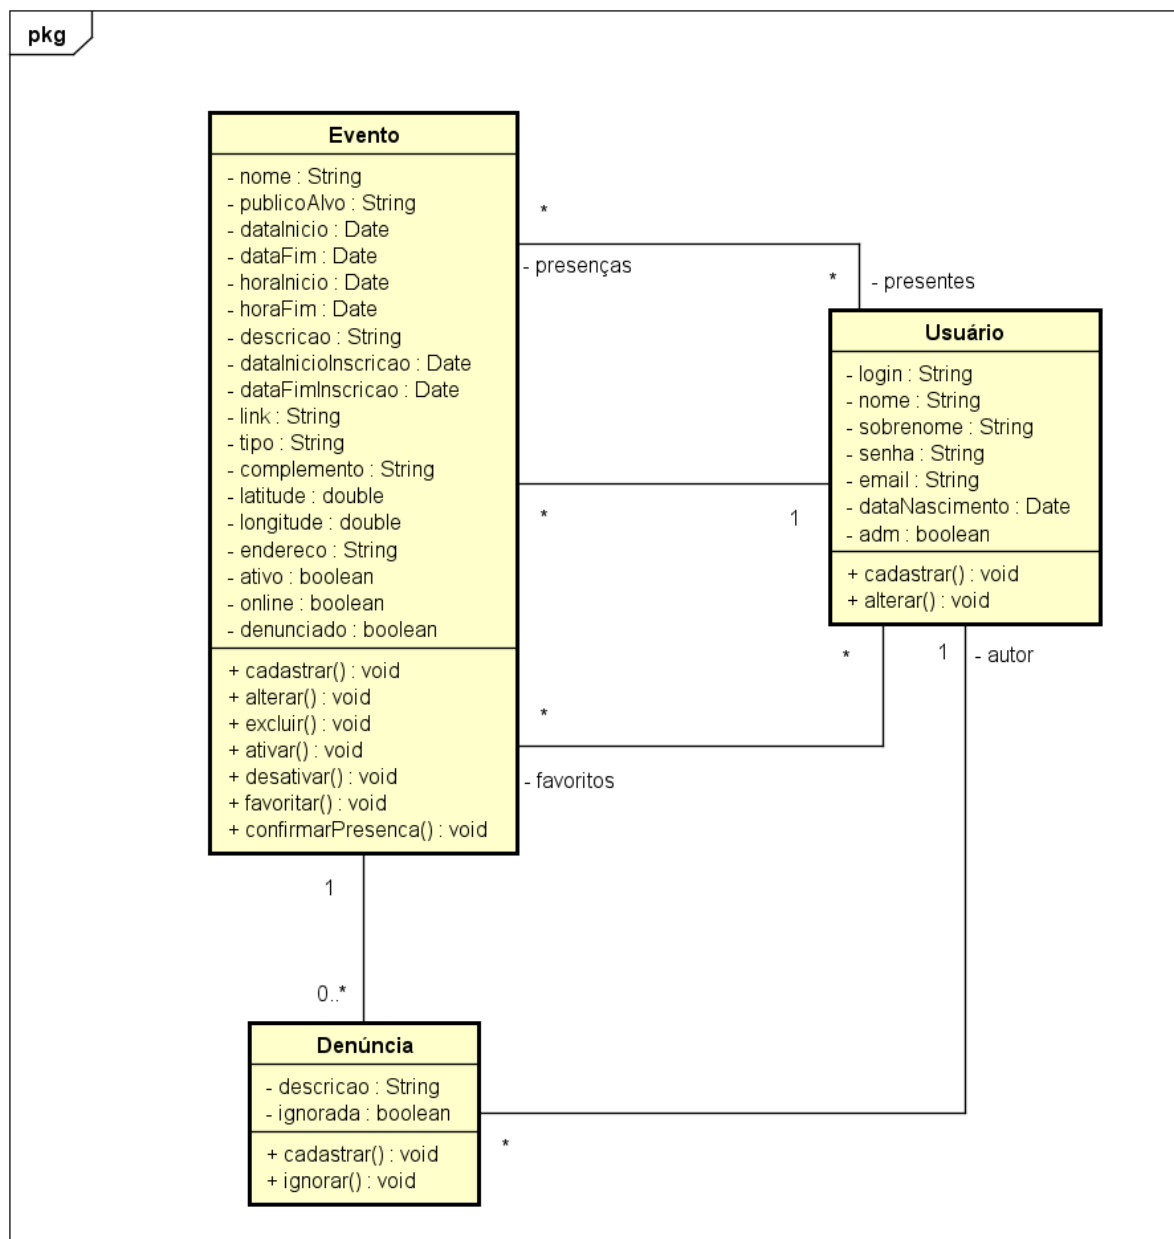 pkg
Evento
- nome : String
- publicoAlvo : String
- dataInicio : Date
- dataFim : Date
- horaInicio : Date
- horaFim : Date
- descricao : String
- dataInicioInscricao : Date
- dataFimInscricao : Date
- link : String
- tipo : String
- complemento : String
- latitude : double
- longitude : double
- endereco : String
- ativo : boolean
- online : boolean
- denunciado : boolean
+ cadastrar() : void
+ alterar() : void
+ excluir() : void
+ ativar() : void
+ desativar() : void
+ favoritar() : void
+ confirmarPresenca() : void
*
- presenças
*
- presentes
Usuário
- login : String
- nome : String
- sobrenome : String
- senha : String
- email : String
- dataNascimento : Date
- adm : boolean
+ cadastrar() : void
+ alterar() : void
*
1
*
1
- autor
*
- favoritos
1
0..*
Denúncia
- descricao : String
- ignorada : boolean
+ cadastrar() : void
+ ignorar() : void
*